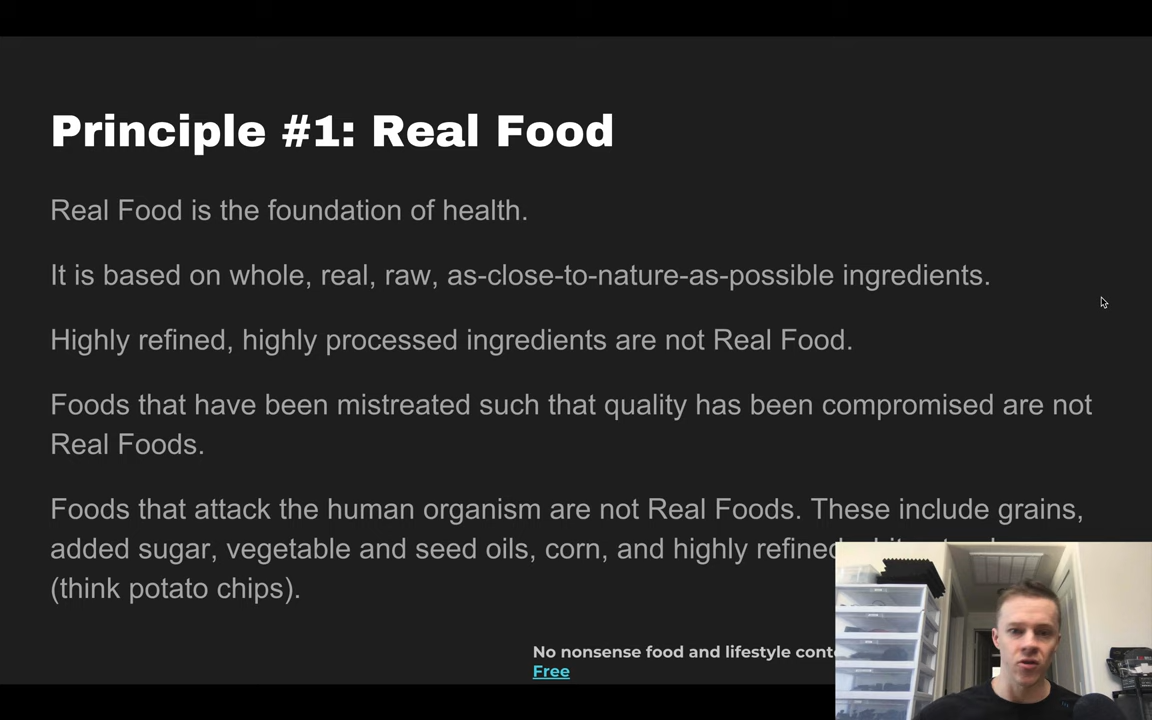 Principle #1: Real Food
Real Food is the foundation of health.
It is based on whole, real, raw, as-close-to-nature-as-possible ingredients.
Highly refined, highly processed ingredients are not Real Food.
Foods that have been mistreated such that quality has been compromised are not
Real Foods.
Foods that attack the human organism are not Real Foods. These include grains,
added sugar, vegetable and seed oils, corn, and highly refined
(think potato chips).
No nonsense food and lifestyle
Free